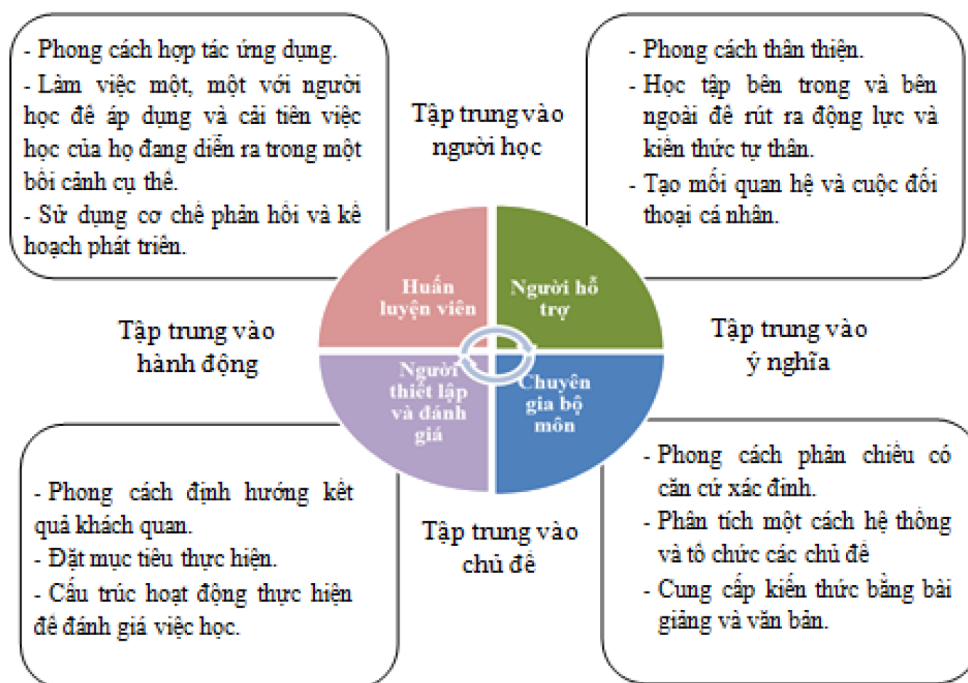 - Phong cách hợp tác ứng dụng.
- Làm việc một, một với người
học để áp dụng và cải tiên việc
học của họ đang diễn ra trong một
bối cảnh cụ thể.
- Sử dụng cơ chế phản hồi và kế
hoạch phát triển.
Tập trung vào
người học
- Phong cách thân thiện.
- Học tập bên trong và bên
ngoài để rút ra động lực và
kiến thức tự thân.
- Tạo mối quan hệ và cuộc đối
thoại cá nhân.
Huấn
luyện viên
Người hỗ
trợ
Tập trung vào
hành động
Tập trung vào
ý nghĩa
Người
thiết lập
và đánh
giá
Chuyên
gia bộ
môn
- Phong cách định hướng kết
quả khách quan.
- Đặt mục tiêu thực hiện.
- Cấu trúc hoạt động thực hiện
để đánh giá việc học.
Tập trung vào
chủ đề
- Phong cách phản chiếu có
căn cứ xác đinh.
- Phân tích một cách hệ thống
và tổ chức các chủ đề
- Cung cấp kiến thức bằng bài
giảng và văn bản.